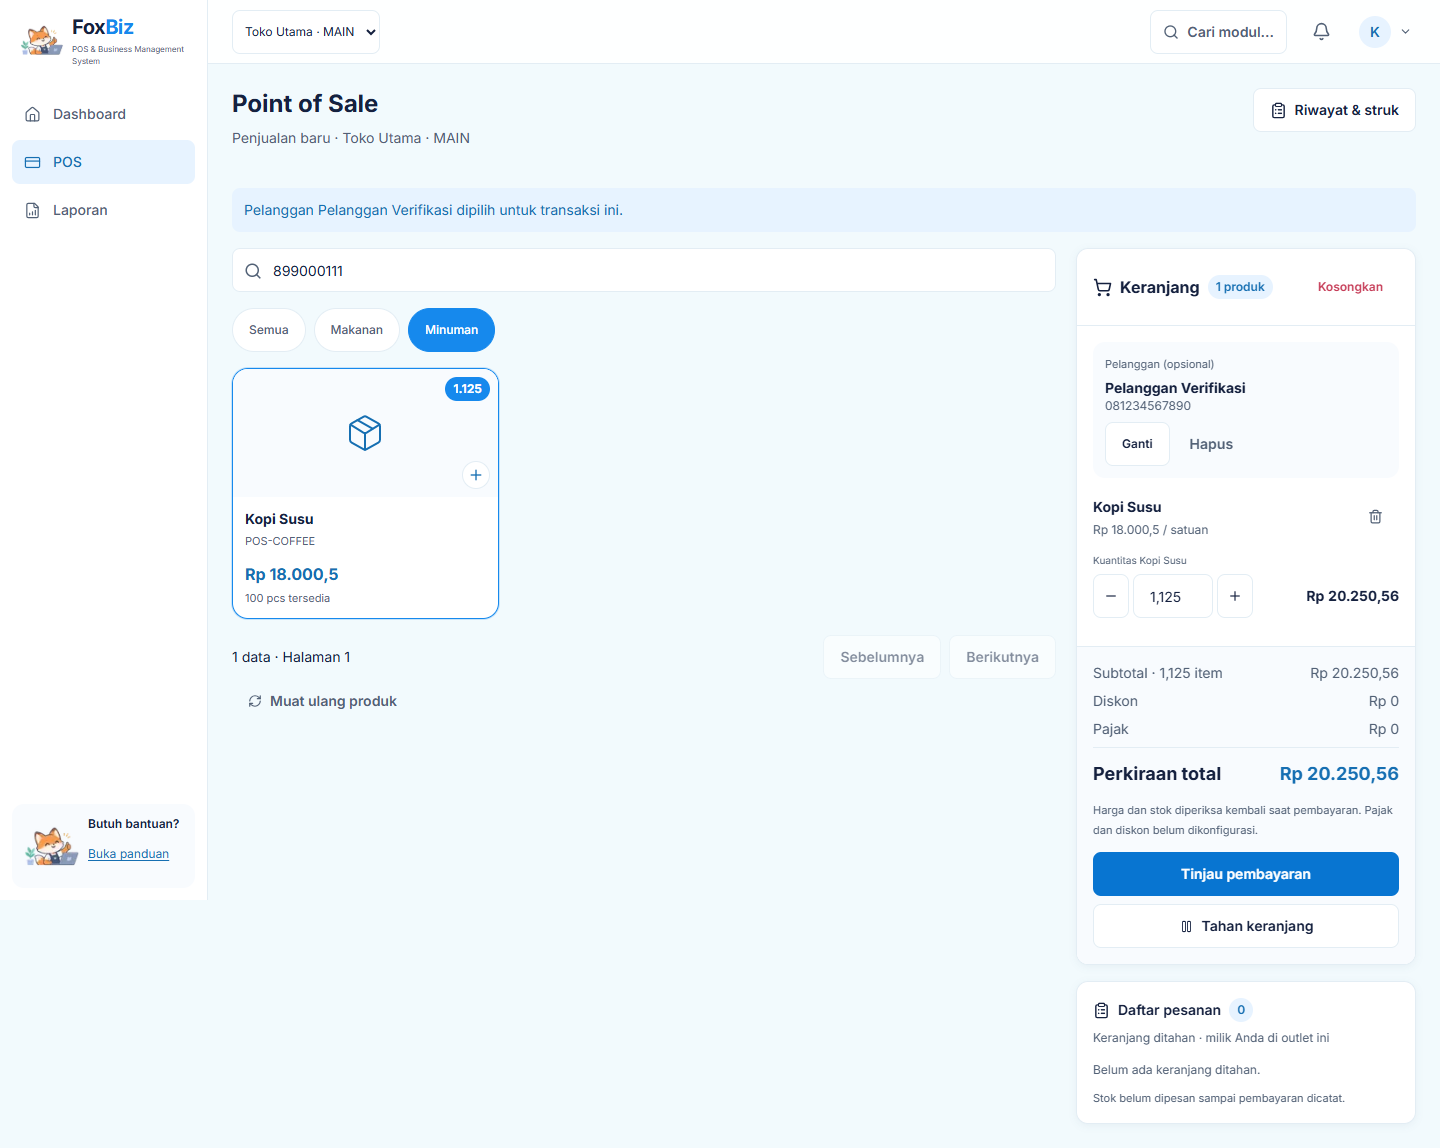 FoxBiz
POS & Business Management
System
Dashboard
POS
Laporan
Butuh bantuan?
Buka panduan
Toko Utama · MAIN
Cari modul...
K
Point of Sale
Penjualan baru · Toko Utama · MAIN
Riwayat & struk
Pelanggan Pelanggan Verifikasi dipilih untuk transaksi ini.
899000111
Semua
Makanan
Minuman
1.125
Kopi Susu
POS-COFFEE
Rp 18.000,5
100 pcs tersedia
1 data · Halaman 1
Sebelumnya
Berikutnya
Muat ulang produk
Keranjang
1 produk
Kosongkan
Pelanggan (opsional)
Pelanggan Verifikasi
081234567890
Ganti
Hapus
Kopi Susu
Rp 18.000,5 / satuan
Kuantitas Kopi Susu
− 1,125 +
Rp 20.250,56
Subtotal · 1,125 item Rp 20.250,56
Diskon Rp 0
Pajak Rp 0
Perkiraan total Rp 20.250,56
Harga dan stok diperiksa kembali saat pembayaran. Pajak
dan diskon belum dikonfigurasi.
Tinjau pembayaran
Tahan keranjang
Daftar pesanan 0
Keranjang ditahan · milik Anda di outlet ini
Belum ada keranjang ditahan.
Stok belum dipesan sampai pembayaran dicatat.